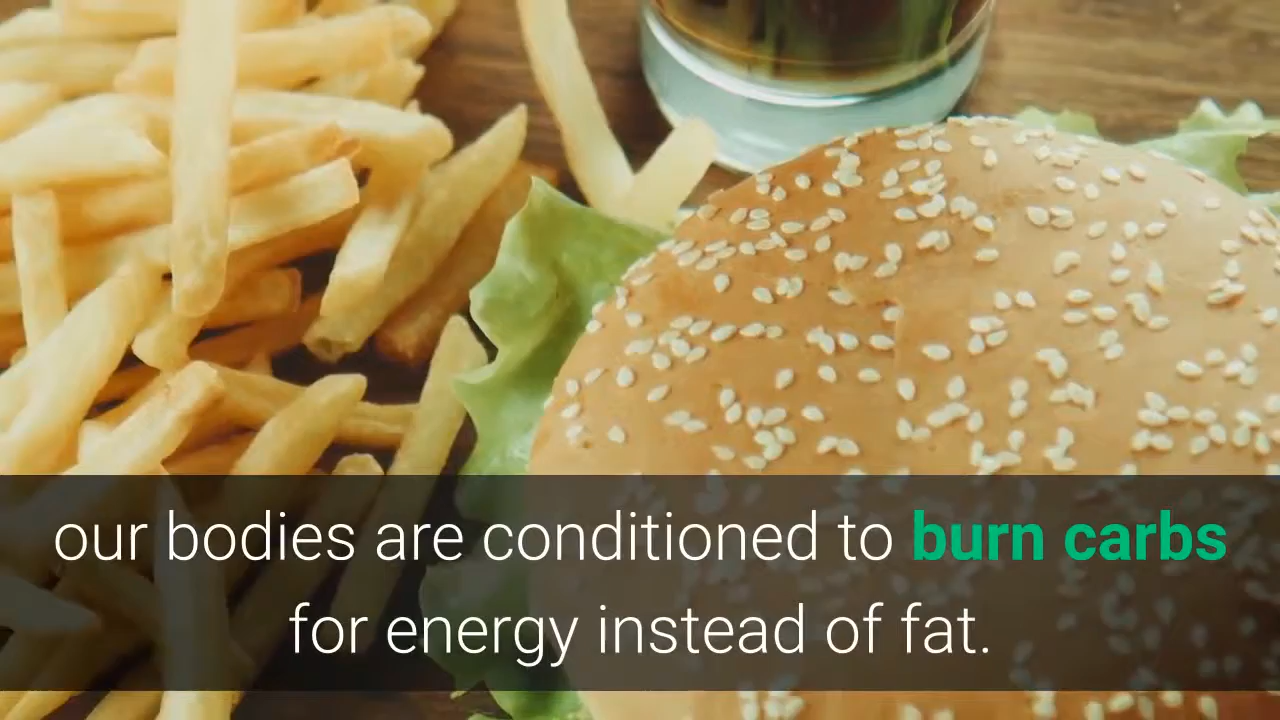 our bodies are conditioned to burn carbs
for energy instead of fat.